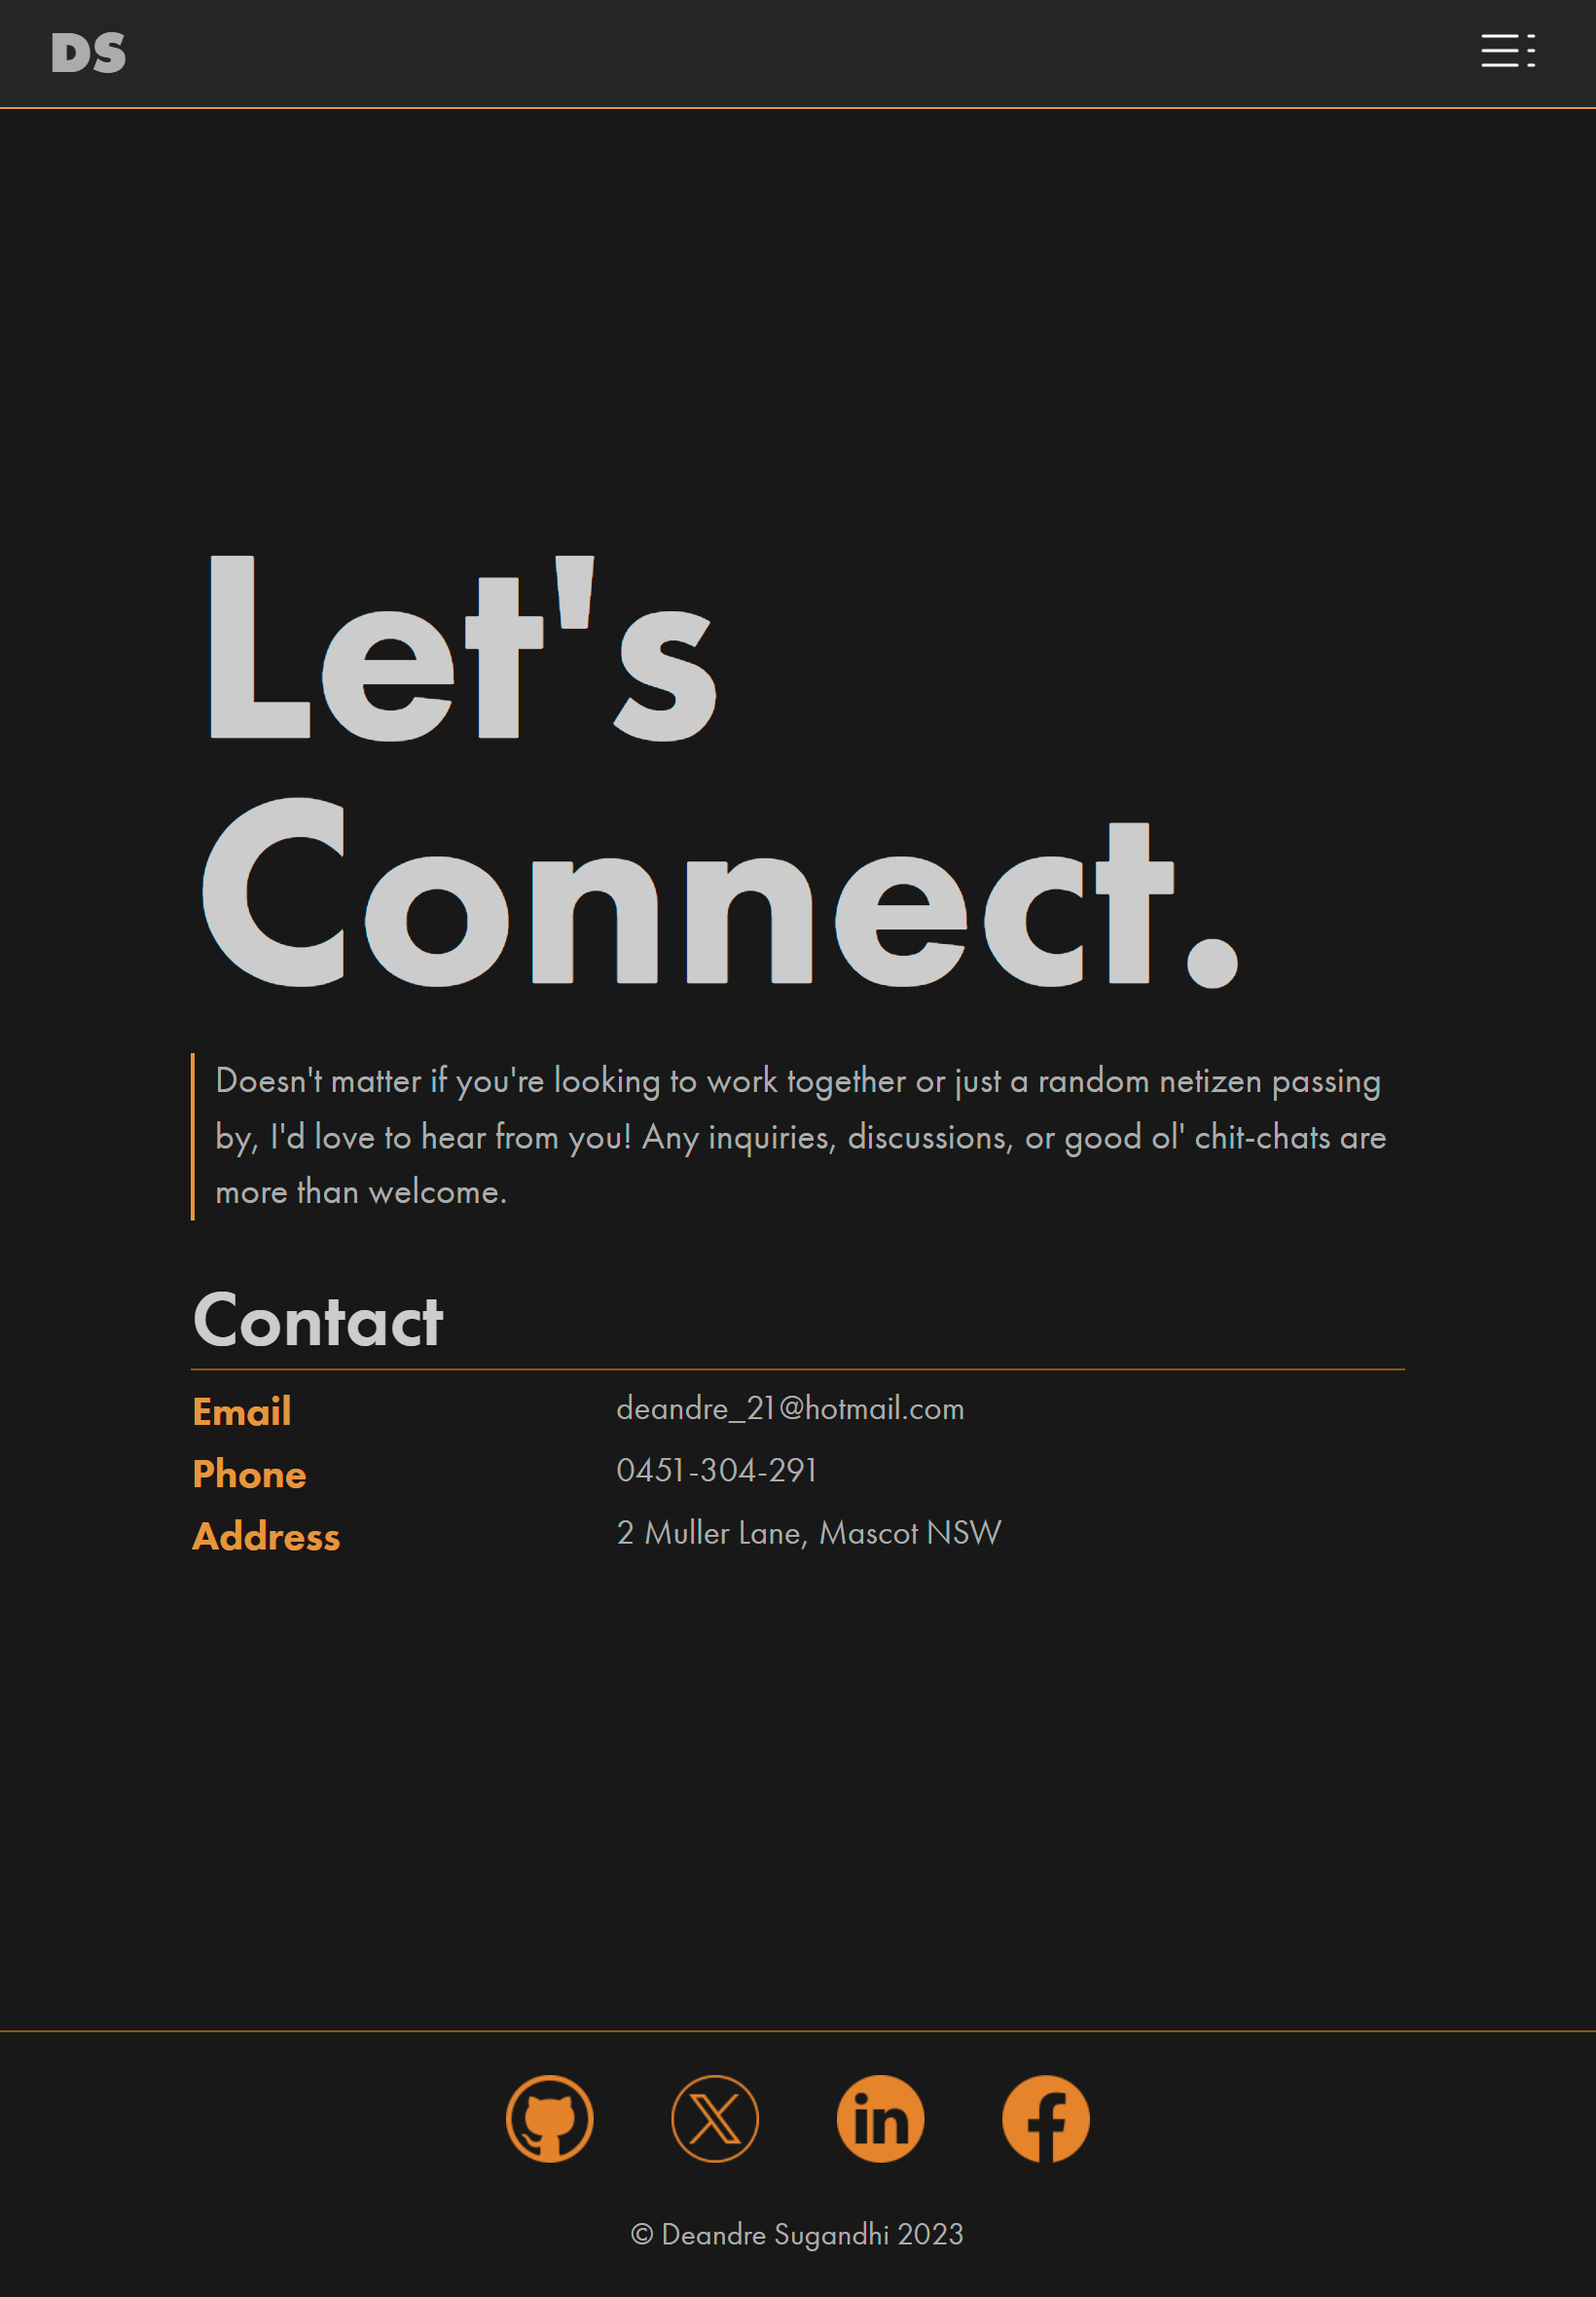 DS
Let's
Connect.
Doesn't matter if you're looking to work together or just a random netizen passing
by, I'd love to hear from you! Any inquiries, discussions, or good ol' chit-chats are
more than welcome.
Contact
Email deandre_21@hotmail.com
Phone 0451-304-291
Address 2 Muller Lane, Mascot NSW
© Deandre Sugandhi 2023